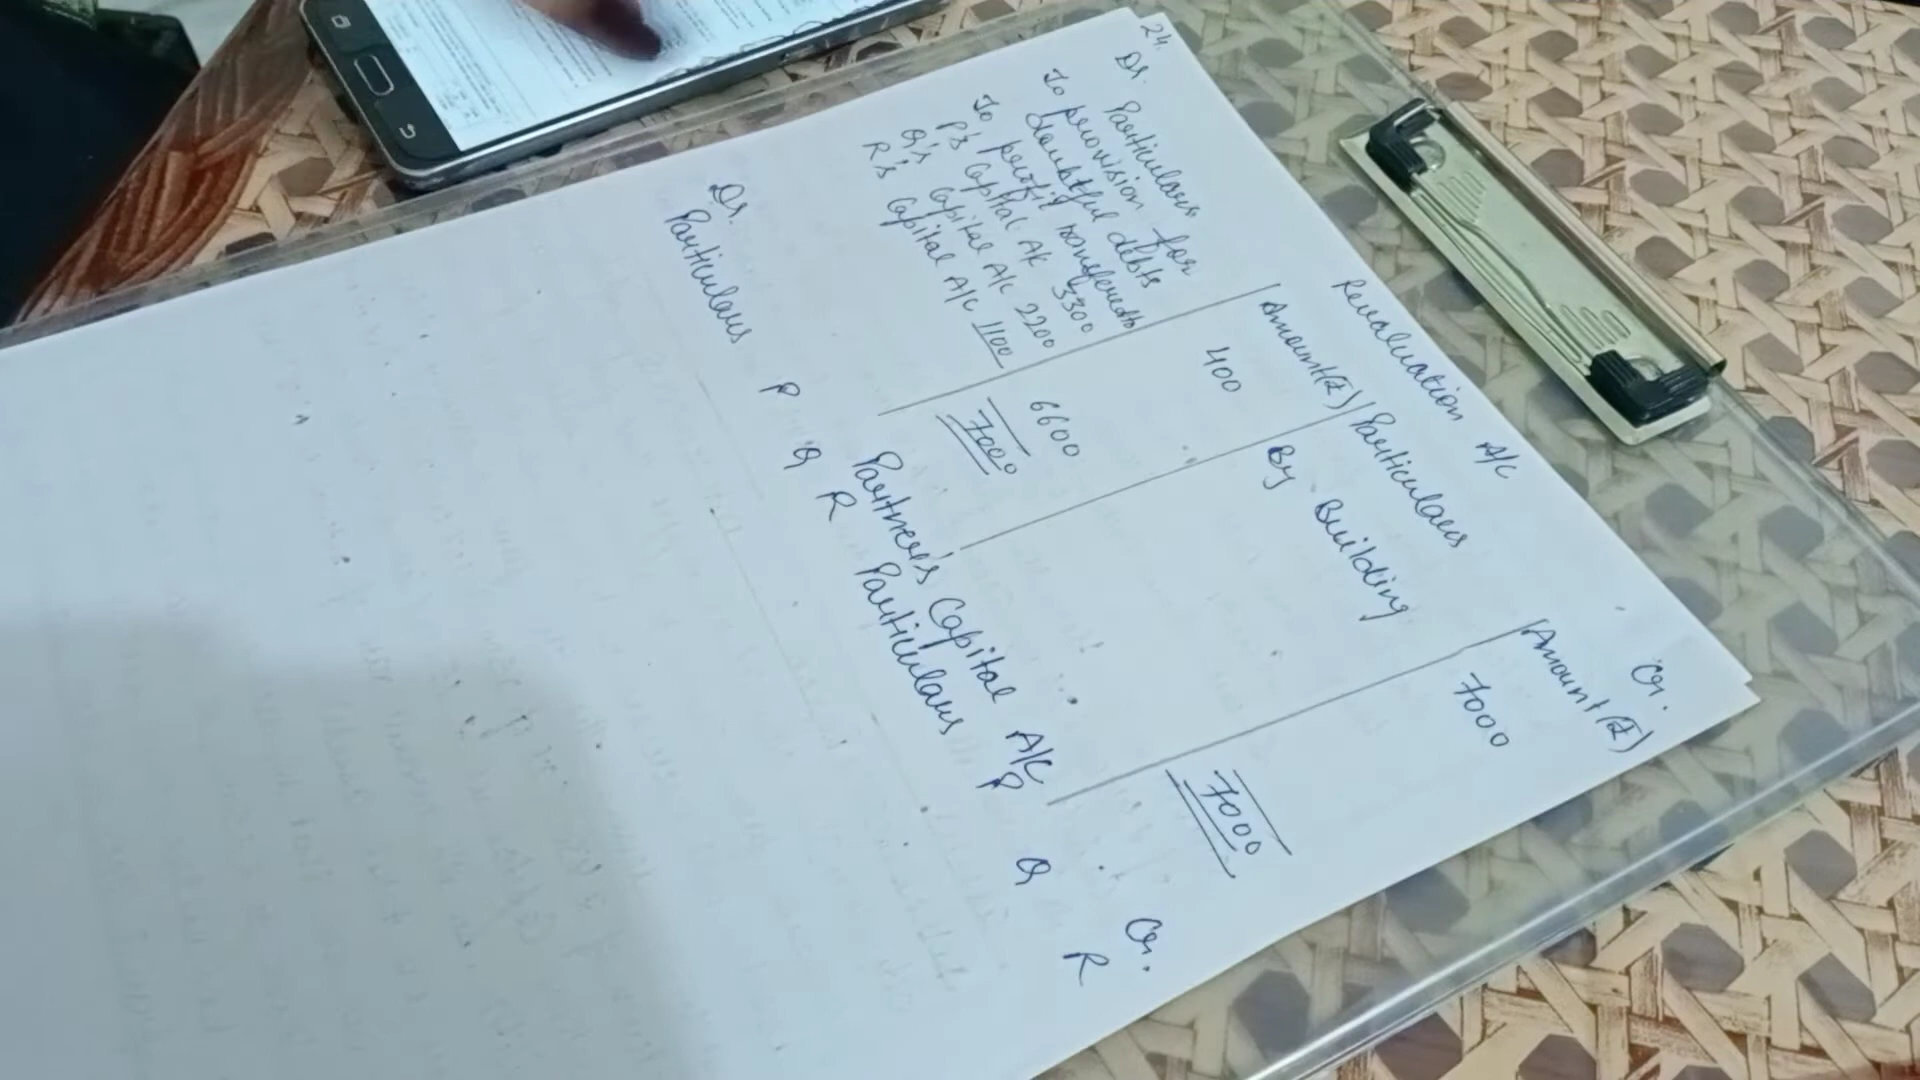 24.
Revaluation A/c
Dr. Cr.
Particulars Amount(₹) Particulars Amount(₹)
To provision for 400 By Building 7000
doubtful debts
To profit transferred to
P's Capital A/c 3300
Q's Capital A/c 2200 6600
R's Capital A/c 1100
7000 7000
Partner's Capital A/c
Dr. Cr.
Particulars P Q R Particulars P Q R